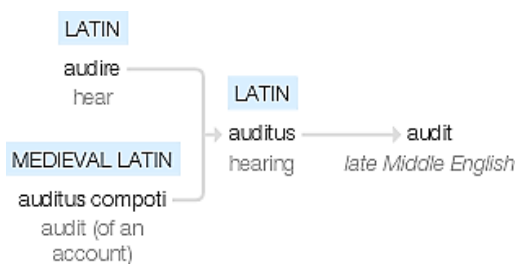 LATIN
audire
hear
MEDIEVAL LATIN
auditus compoti
audit (of an
account)
LATIN
auditus
hearing
audit
late Middle English